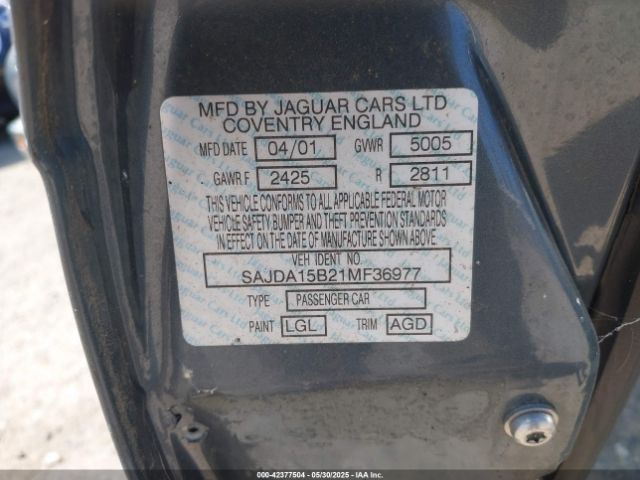 MFD BY JAGUAR CARS LTD
COVENTRY ENGLAND
MFD DATE 04/01 GVWR 5005
GAWR F 2425 R 2811
THIS VEHICLE CONFORMS TO ALL APPLICABLE FEDERAL MOTOR
VEHICLE SAFETY BUMPER AND THEFT PREVENTION STANDARDS
IN EFFECT ON THE DATE OF MANUFACTURE SHOWN ABOVE.
VEH IDENT NO.
SAJDA15B21MF36977
TYPE PASSENGER CAR
PAINT LGL TRIM AGD
000-42377504 - 05/30/2025 - IAAI.COM